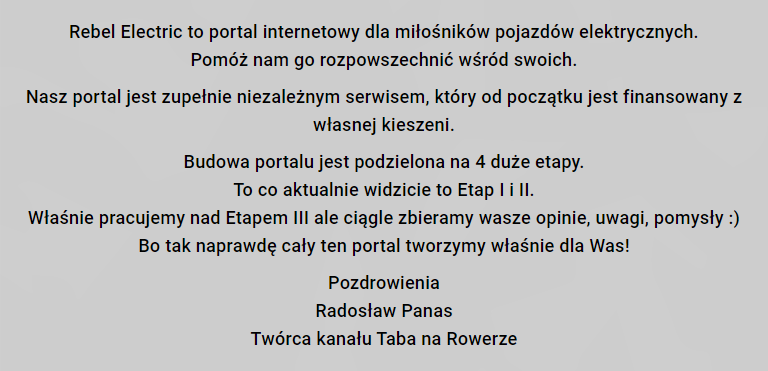 Rebel Electric to portal internetowy dla miłośników pojazdów elektrycznych.
Pomóż nam go rozpowszechnić wśród swoich.
Nasz portal jest zupełnie niezależnym serwisem, który od początku jest finansowany z
własnej kieszeni.
Budowa portalu jest podzielona na 4 duże etapy.
To co aktualnie widzicie to Etap I i II.
Właśnie pracujemy nad Etapem III ale ciągle zbieramy wasze opinie, uwagi, pomysły :)
Bo tak naprawdę cały ten portal tworzymy właśnie dla Was!
Pozdrowienia
Radosław Panas
Twórca kanału Taba na Rowerze